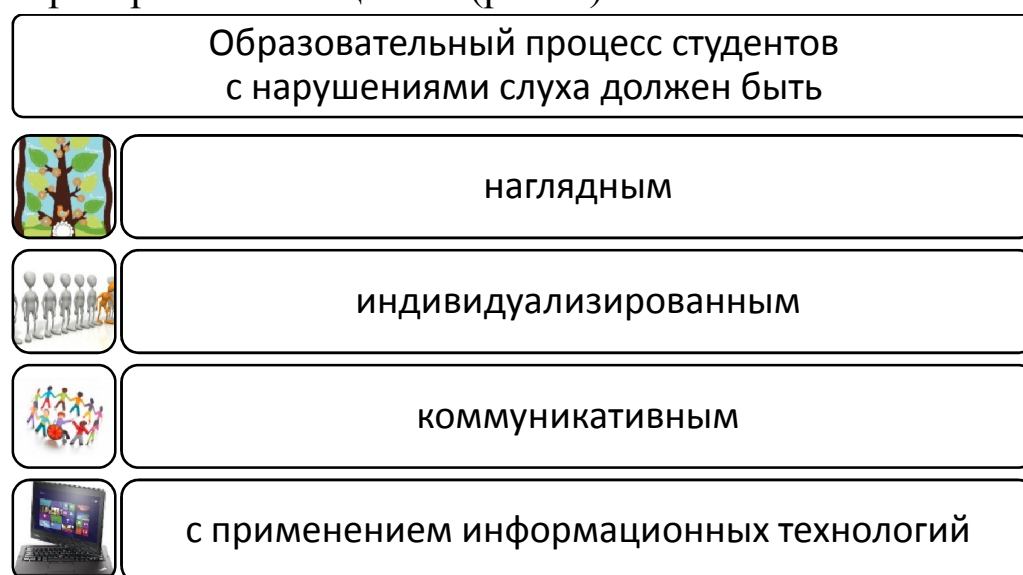 Образовательный процесс студентов
с нарушениями слуха должен быть
наглядным
индивидуализированным
коммуникативным
с применением информационных технологий